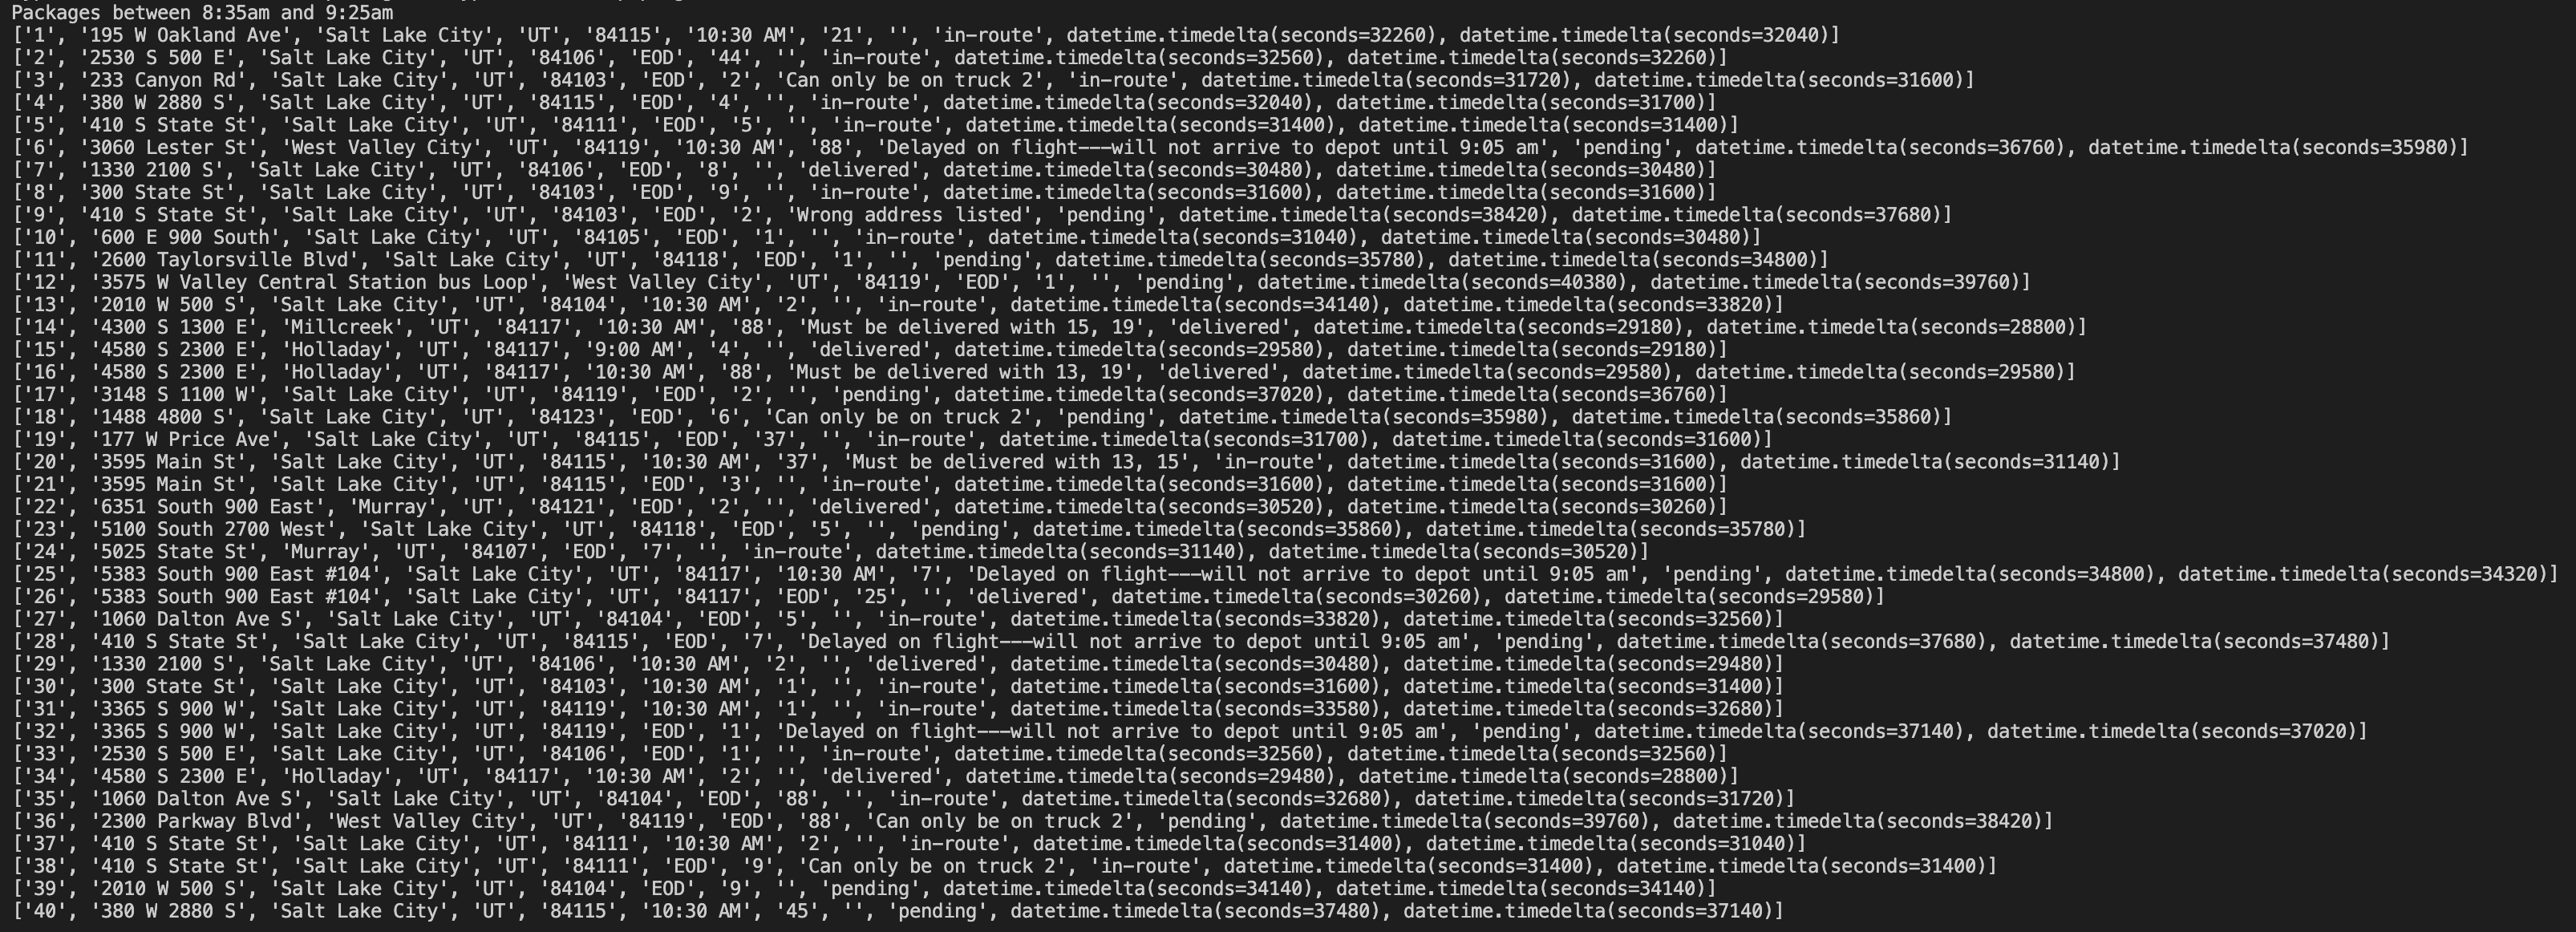 Packages between 8:35am and 9:25am
['1', '195 W Oakland Ave', 'Salt Lake City', 'UT', '84115', '10:30 AM', '21', '', 'in-route', datetime.timedelta(seconds=32260), datetime.timedelta(seconds=32040)]
['2', '2530 S 500 E', 'Salt Lake City', 'UT', '84106', 'EOD', '44', '', 'in-route', datetime.timedelta(seconds=32560), datetime.timedelta(seconds=32260)]
['3', '233 Canyon Rd', 'Salt Lake City', 'UT', '84103', 'EOD', '2', 'Can only be on truck 2', 'in-route', datetime.timedelta(seconds=31720), datetime.timedelta(seconds=31600)]
['4', '380 W 2880 S', 'Salt Lake City', 'UT', '84115', 'EOD', '4', '', 'in-route', datetime.timedelta(seconds=32040), datetime.timedelta(seconds=31700)]
['5', '410 S State St', 'Salt Lake City', 'UT', '84111', 'EOD', '5', '', 'in-route', datetime.timedelta(seconds=31400), datetime.timedelta(seconds=31400)]
['6', '3060 Lester St', 'West Valley City', 'UT', '84119', '10:30 AM', '88', 'Delayed on flight---will not arrive to depot until 9:05 am', 'pending', datetime.timedelta(seconds=36760), datetime.timedelta(seconds=35980)]
['7', '1330 2100 S', 'Salt Lake City', 'UT', '84106', 'EOD', '8', '', 'delivered', datetime.timedelta(seconds=30480), datetime.timedelta(seconds=30480)]
['8', '300 State St', 'Salt Lake City', 'UT', '84103', 'EOD', '9', '', 'in-route', datetime.timedelta(seconds=31600), datetime.timedelta(seconds=31600)]
['9', '410 S State St', 'Salt Lake City', 'UT', '84103', 'EOD', '2', 'Wrong address listed', 'pending', datetime.timedelta(seconds=38420), datetime.timedelta(seconds=37680)]
['10', '600 E 900 South', 'Salt Lake City', 'UT', '84105', 'EOD', '1', '', 'in-route', datetime.timedelta(seconds=31040), datetime.timedelta(seconds=30480)]
['11', '2600 Taylorsville Blvd', 'Salt Lake City', 'UT', '84118', 'EOD', '1', '', 'pending', datetime.timedelta(seconds=35780), datetime.timedelta(seconds=34800)]
['12', '3575 W Valley Central Station bus Loop', 'West Valley City', 'UT', '84119', 'EOD', '1', '', 'pending', datetime.timedelta(seconds=40380), datetime.timedelta(seconds=39760)]
['13', '2010 W 500 S', 'Salt Lake City', 'UT', '84104', '10:30 AM', '2', '', 'in-route', datetime.timedelta(seconds=34140), datetime.timedelta(seconds=33820)]
['14', '4300 S 1300 E', 'Millcreek', 'UT', '84117', '10:30 AM', '88', 'Must be delivered with 15, 19', 'delivered', datetime.timedelta(seconds=29180), datetime.timedelta(seconds=28800)]
['15', '4580 S 2300 E', 'Holladay', 'UT', '84117', '9:00 AM', '4', '', 'delivered', datetime.timedelta(seconds=29580), datetime.timedelta(seconds=29180)]
['16', '4580 S 2300 E', 'Holladay', 'UT', '84117', '10:30 AM', '88', 'Must be delivered with 13, 19', 'delivered', datetime.timedelta(seconds=29580), datetime.timedelta(seconds=29580)]
['17', '3148 S 1100 W', 'Salt Lake City', 'UT', '84119', 'EOD', '2', '', 'pending', datetime.timedelta(seconds=37020), datetime.timedelta(seconds=36760)]
['18', '1488 4800 S', 'Salt Lake City', 'UT', '84123', 'EOD', '6', 'Can only be on truck 2', 'pending', datetime.timedelta(seconds=35980), datetime.timedelta(seconds=35860)]
['19', '177 W Price Ave', 'Salt Lake City', 'UT', '84115', 'EOD', '37', '', 'in-route', datetime.timedelta(seconds=31700), datetime.timedelta(seconds=31600)]
['20', '3595 Main St', 'Salt Lake City', 'UT', '84115', '10:30 AM', '37', 'Must be delivered with 13, 15', 'in-route', datetime.timedelta(seconds=31600), datetime.timedelta(seconds=31140)]
['21', '3595 Main St', 'Salt Lake City', 'UT', '84115', 'EOD', '3', '', 'in-route', datetime.timedelta(seconds=31600), datetime.timedelta(seconds=31600)]
['22', '6351 South 900 East', 'Murray', 'UT', '84121', 'EOD', '2', '', 'delivered', datetime.timedelta(seconds=30520), datetime.timedelta(seconds=30260)]
['23', '5100 South 2700 West', 'Salt Lake City', 'UT', '84118', 'EOD', '5', '', 'pending', datetime.timedelta(seconds=35860), datetime.timedelta(seconds=35780)]
['24', '5025 State St', 'Murray', 'UT', '84107', 'EOD', '7', '', 'in-route', datetime.timedelta(seconds=31140), datetime.timedelta(seconds=30520)]
['25', '5383 South 900 East #104', 'Salt Lake City', 'UT', '84117', '10:30 AM', '7', 'Delayed on flight---will not arrive to depot until 9:05 am', 'pending', datetime.timedelta(seconds=34800), datetime.timedelta(seconds=34320)]
['26', '5383 South 900 East #104', 'Salt Lake City', 'UT', '84117', 'EOD', '25', '', 'delivered', datetime.timedelta(seconds=30260), datetime.timedelta(seconds=29580)]
['27', '1060 Dalton Ave S', 'Salt Lake City', 'UT', '84104', 'EOD', '5', '', 'in-route', datetime.timedelta(seconds=33820), datetime.timedelta(seconds=32560)]
['28', '410 S State St', 'Salt Lake City', 'UT', '84115', 'EOD', '7', 'Delayed on flight---will not arrive to depot until 9:05 am', 'pending', datetime.timedelta(seconds=37680), datetime.timedelta(seconds=37480)]
['29', '1330 2100 S', 'Salt Lake City', 'UT', '84106', '10:30 AM', '2', '', 'delivered', datetime.timedelta(seconds=30480), datetime.timedelta(seconds=29480)]
['30', '300 State St', 'Salt Lake City', 'UT', '84103', '10:30 AM', '1', '', 'in-route', datetime.timedelta(seconds=31600), datetime.timedelta(seconds=31400)]
['31', '3365 S 900 W', 'Salt Lake City', 'UT', '84119', '10:30 AM', '1', '', 'in-route', datetime.timedelta(seconds=33580), datetime.timedelta(seconds=32680)]
['32', '3365 S 900 W', 'Salt Lake City', 'UT', '84119', 'EOD', '1', 'Delayed on flight---will not arrive to depot until 9:05 am', 'pending', datetime.timedelta(seconds=37140), datetime.timedelta(seconds=37020)]
['33', '2530 S 500 E', 'Salt Lake City', 'UT', '84106', 'EOD', '1', '', 'in-route', datetime.timedelta(seconds=32560), datetime.timedelta(seconds=32560)]
['34', '4580 S 2300 E', 'Holladay', 'UT', '84117', '10:30 AM', '2', '', 'delivered', datetime.timedelta(seconds=29480), datetime.timedelta(seconds=28800)]
['35', '1060 Dalton Ave S', 'Salt Lake City', 'UT', '84104', 'EOD', '88', '', 'in-route', datetime.timedelta(seconds=32680), datetime.timedelta(seconds=31720)]
['36', '2300 Parkway Blvd', 'West Valley City', 'UT', '84119', 'EOD', '88', 'Can only be on truck 2', 'pending', datetime.timedelta(seconds=39760), datetime.timedelta(seconds=38420)]
['37', '410 S State St', 'Salt Lake City', 'UT', '84111', '10:30 AM', '2', '', 'in-route', datetime.timedelta(seconds=31400), datetime.timedelta(seconds=31040)]
['38', '410 S State St', 'Salt Lake City', 'UT', '84111', 'EOD', '9', 'Can only be on truck 2', 'in-route', datetime.timedelta(seconds=31400), datetime.timedelta(seconds=31400)]
['39', '2010 W 500 S', 'Salt Lake City', 'UT', '84104', 'EOD', '9', '', 'pending', datetime.timedelta(seconds=34140), datetime.timedelta(seconds=34140)]
['40', '380 W 2880 S', 'Salt Lake City', 'UT', '84115', '10:30 AM', '45', '', 'pending', datetime.timedelta(seconds=37480), datetime.timedelta(seconds=37140)]